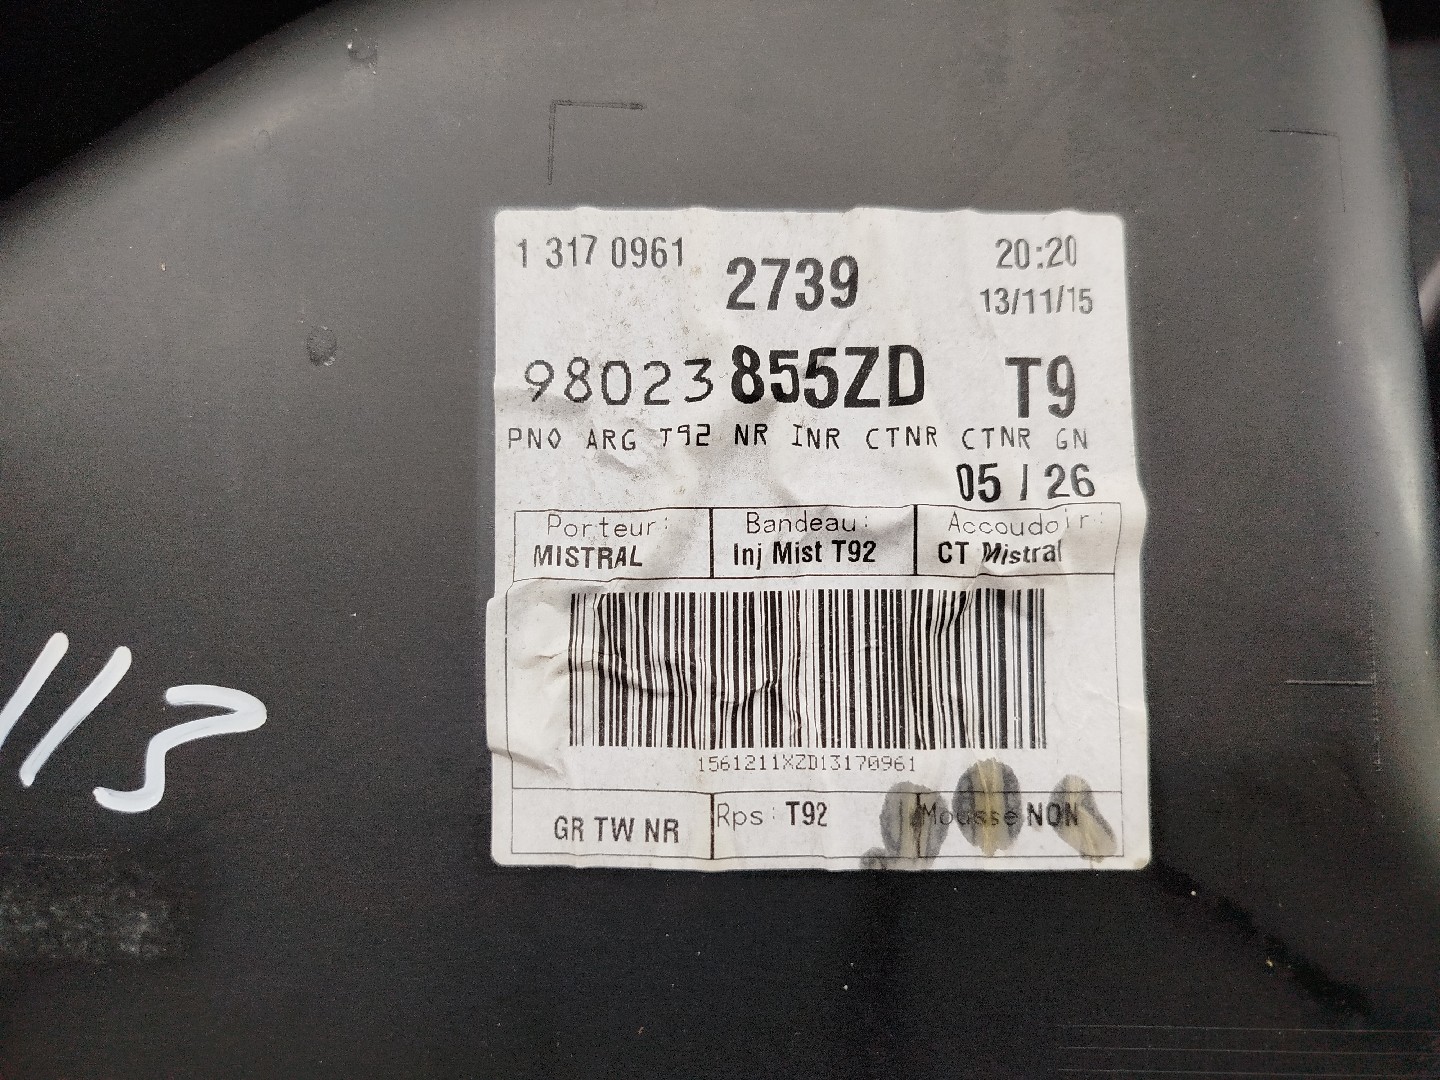 1 317 0961
2739
20:20
13/11/15
98023 855ZD T9
PNO ARG T92 NR INR CTNR CTNR GN
05 / 26
Porteur:
MISTRAL
Bandeau:
Inj Mist T92
Accoudoir:
CT Mistral
1561211XZD13170961
GR TW NR
Rps: T92
Mousse NON
113